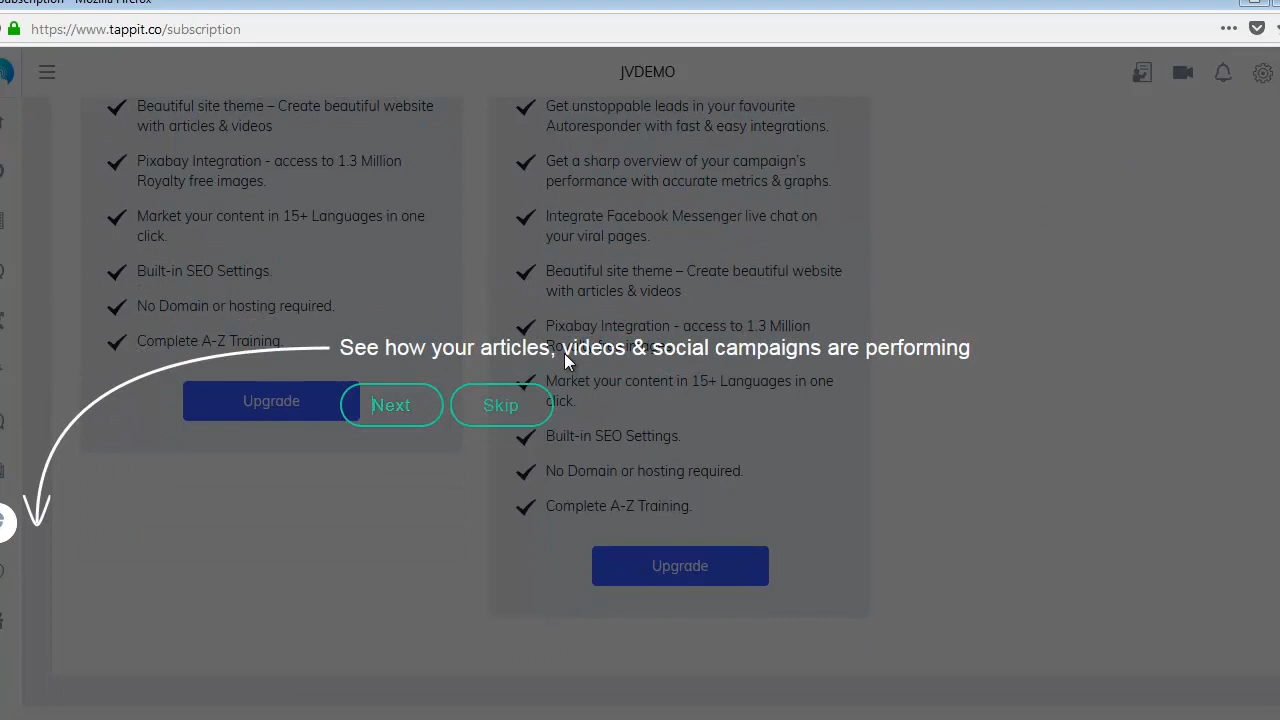 https://www.tappit.co/subscription
JVDEMO
Beautiful site theme – Create beautiful website
with articles & videos
Pixabay Integration - access to 1.3 Million
Royalty free images.
Market your content in 15+ Languages in one
click.
Built-in SEO Settings.
No Domain or hosting required.
Complete A-Z Training.
Upgrade
Get unstoppable leads in your favourite
Autoresponder with fast & easy integrations.
Get a sharp overview of your campaign's
performance with accurate metrics & graphs.
Integrate Facebook Messenger live chat on
your viral pages.
Beautiful site theme – Create beautiful website
with articles & videos
Pixabay Integration - access to 1.3 Million
Market your content in 15+ Languages in one
click.
Built-in SEO Settings.
No Domain or hosting required.
Complete A-Z Training.
Upgrade
See how your articles, videos & social campaigns are performing
Next
Skip